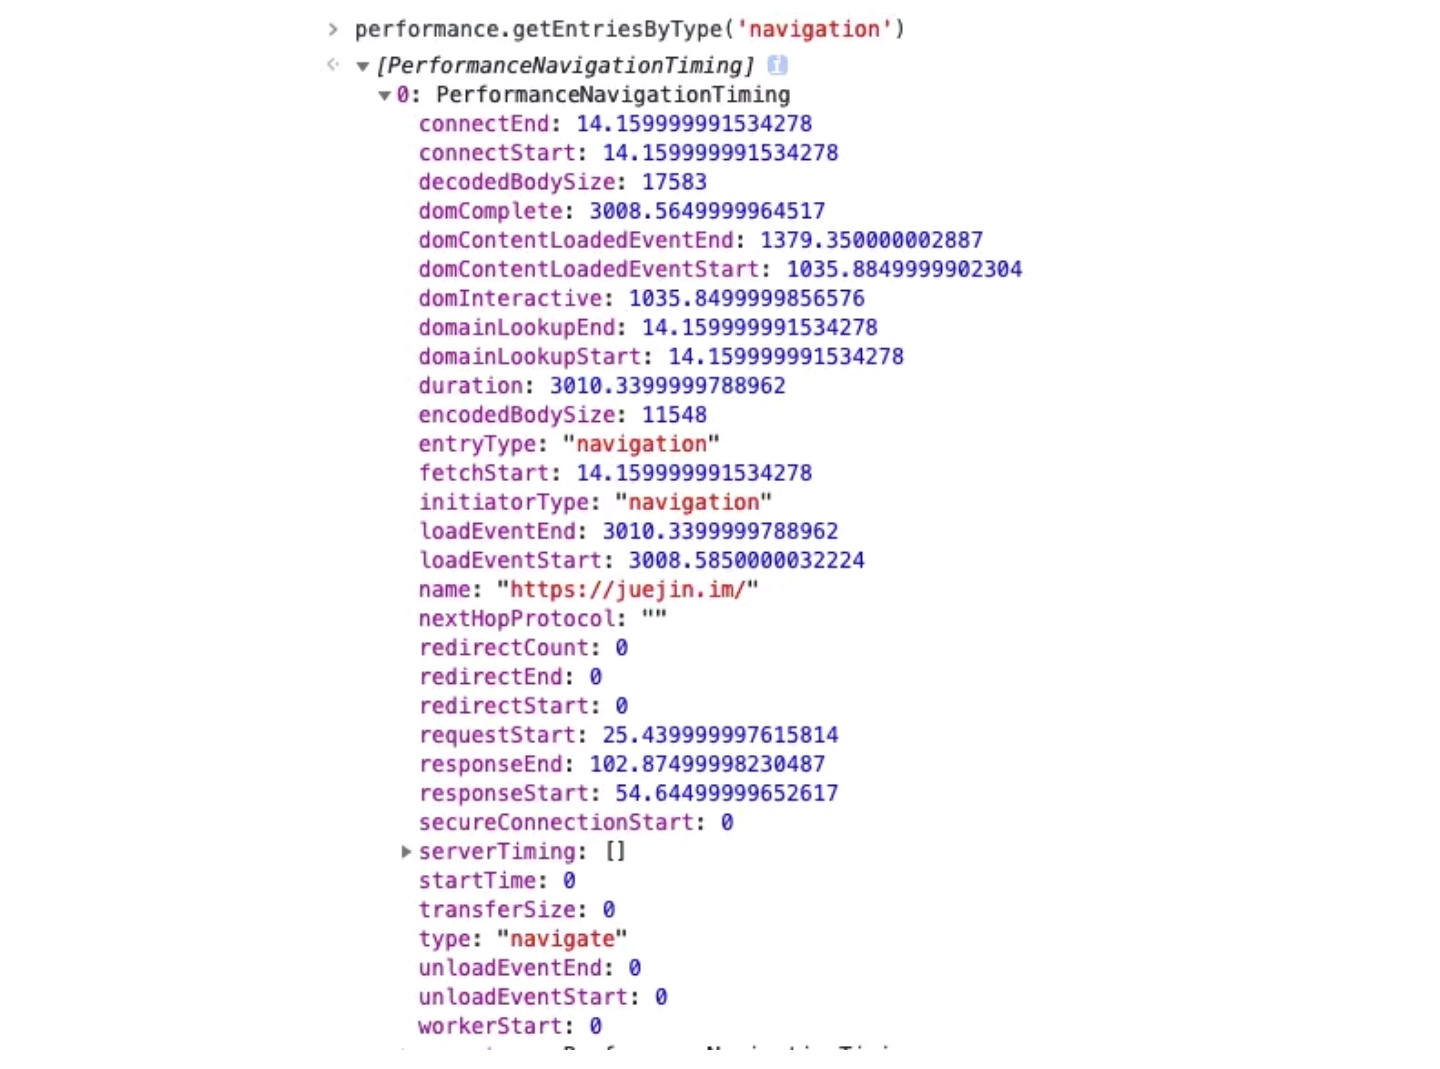 > performance.getEntriesByType('navigation')
[PerformanceNavigationTiming] i
0: PerformanceNavigationTiming
connectEnd: 14.159999991534278
connectStart: 14.159999991534278
decodedBodySize: 17583
domComplete: 3008.5649999964517
domContentLoadedEventEnd: 1379.350000002887
domContentLoadedEventStart: 1035.8849999902304
domInteractive: 1035.8499999856576
domainLookupEnd: 14.159999991534278
domainLookupStart: 14.159999991534278
duration: 3010.3399999788962
encodedBodySize: 11548
entryType: "navigation"
fetchStart: 14.159999991534278
initiatorType: "navigation"
loadEventEnd: 3010.3399999788962
loadEventStart: 3008.5850000032224
name: "https://juejin.im/"
nextHopProtocol: ""
redirectCount: 0
redirectEnd: 0
redirectStart: 0
requestStart: 25.439999997615814
responseEnd: 102.87499998230487
responseStart: 54.64499999652617
secureConnectionStart: 0
serverTiming: []
startTime: 0
transferSize: 0
type: "navigate"
unloadEventEnd: 0
unloadEventStart: 0
workerStart: 0